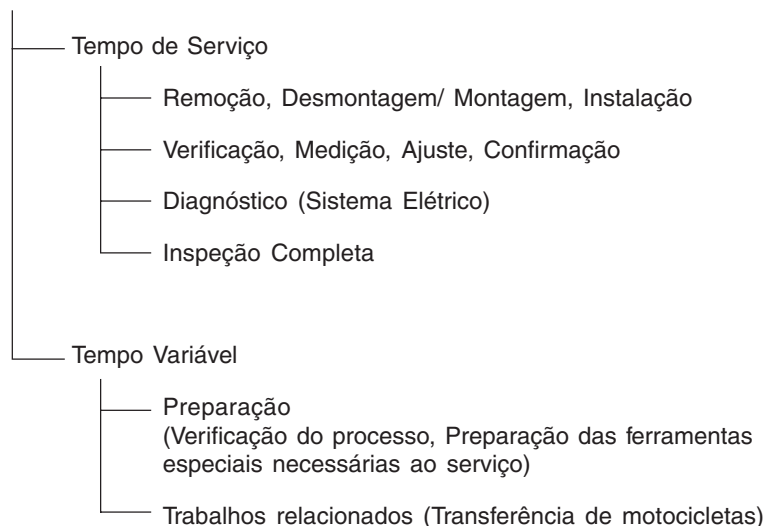 Tempo de Serviço
Remoção, Desmontagem/ Montagem, Instalação
Verificação, Medição, Ajuste, Confirmação
Diagnóstico (Sistema Elétrico)
Inspeção Completa
Tempo Variável
Preparação
(Verificação do processo, Preparação das ferramentas
especiais necessárias ao serviço)
Trabalhos relacionados (Transferência de motocicletas)